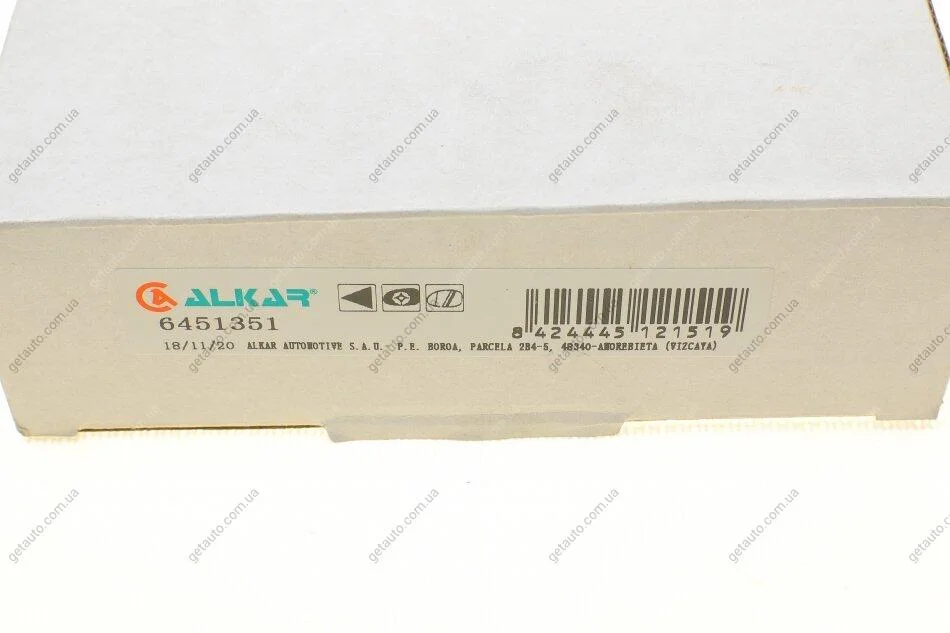 ALKAR®
6451351
8 424445 121519
18/11/20 ALKAR AUTOMOTIVE S.A.U. P.E. BOROA, PARCELA 2B4-5, 48340-AMOREBIETA (VIZCAYA)
getauto.com.ua